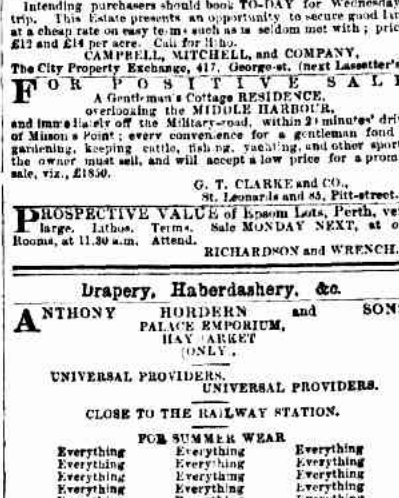 Intending purchasers should book TO-DAY for Wednesday
trip. This Estate presents an opportunity to secure good
at a cheap rate on easy terms such as is seldom met with ; pric
£12 and £14 per acre. Call for litho.
CAMPBELL, MITCHELL, and COMPANY,
The City Property Exchange, 417, George-st. (next Lassetter's
FOR POSITIVE SALE
A Gentleman's Cottage RESIDENCE,
overlooking the MIDDLE HARBOUR,
and immediately off the Military-road, within minutes' dri
of Milson's Point ; every convenience for a gentleman fond
gardening, keeping cattle, fishing, yachting, and other sport
the owner must sell, and will accept a low price for a prom
sale, viz., £1850.
G. T. CLARKE and CO.,
St. Leonards and 85, Pitt-street.
PROSPECTIVE VALUE of Epsom Lots, Perth, ve
large. Lithos. Terms. Sale MONDAY NEXT, at o
Rooms, at 11.30 a.m. Attend.
RICHARDSON and WRENCH.
Drapery, Haberdashery, &c.
ANTHONY HORDERN and SON
PALACE EMPORIUM,
HAYMARKET
(ONLY).
UNIVERSAL PROVIDERS.
UNIVERSAL PROVIDERS.
CLOSE TO THE RAILWAY STATION.
FOR SUMMER WEAR
Everything Everything Everything
Everything Everything Everything
Everything Everything Everything
Everything Everything Everything